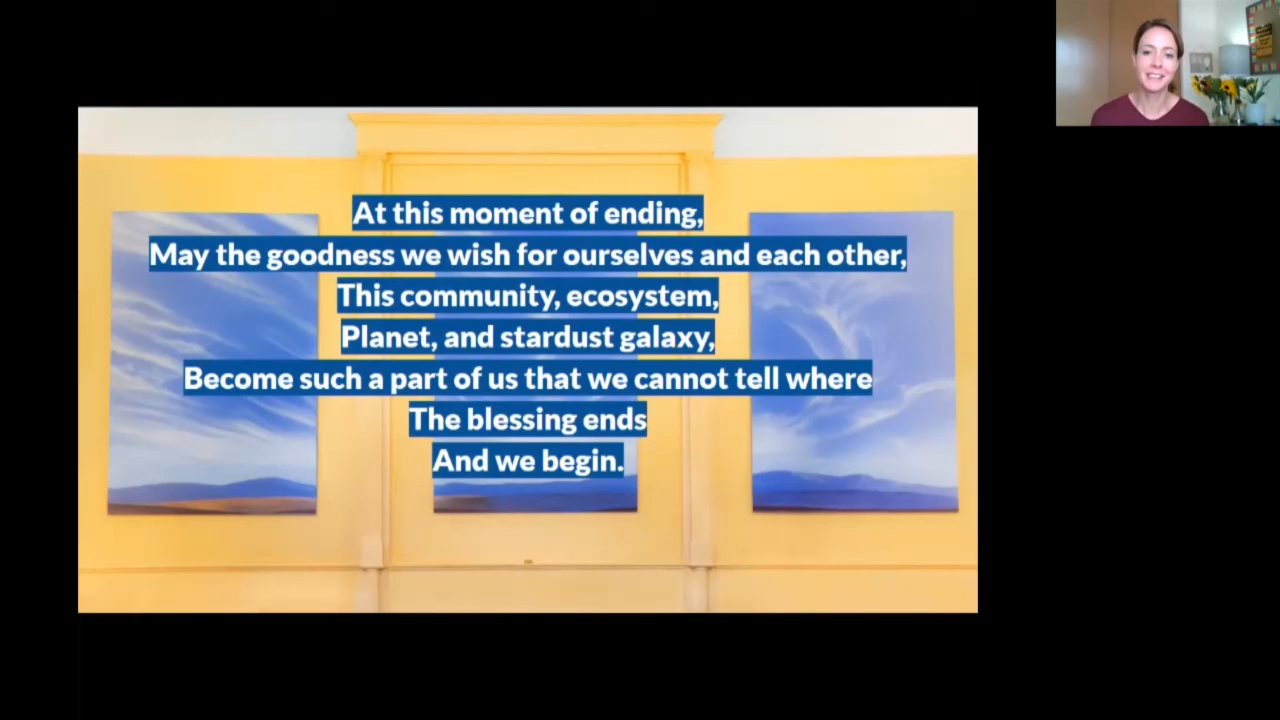 At this moment of ending,
May the goodness we wish for ourselves and each other,
This community, ecosystem,
Planet, and stardust galaxy,
Become such a part of us that we cannot tell where
The blessing ends
And we begin.